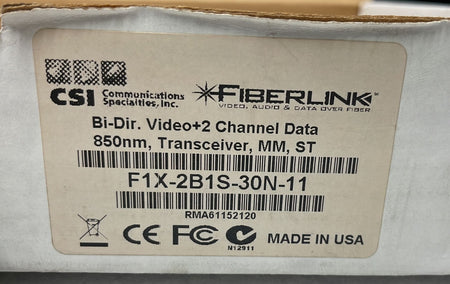 CSI Communications Specialties, Inc.
FIBERLINK™
VIDEO, AUDIO & DATA OVER FIBER
Bi-Dir. Video+2 Channel Data
850nm, Transceiver, MM, ST
F1X-2B1S-30N-11
RMA61152120
CE FC N12911 MADE IN USA